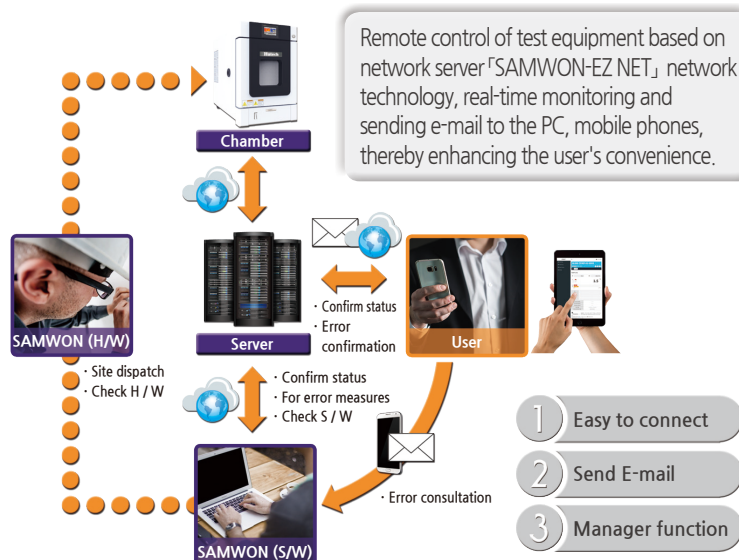 Remote control of test equipment based on
network server「SAMWON-EZ NET」 network
technology, real-time monitoring and
sending e-mail to the PC, mobile phones,
thereby enhancing the user's convenience.
Chamber
SAMWON (H/W)
· Site dispatch
· Check H / W
Server
· Confirm status
· Error
confirmation
User
· Confirm status
· For error measures
· Check S / W
· Error consultation
SAMWON (S/W)
1 Easy to connect
2 Send E-mail
3 Manager function